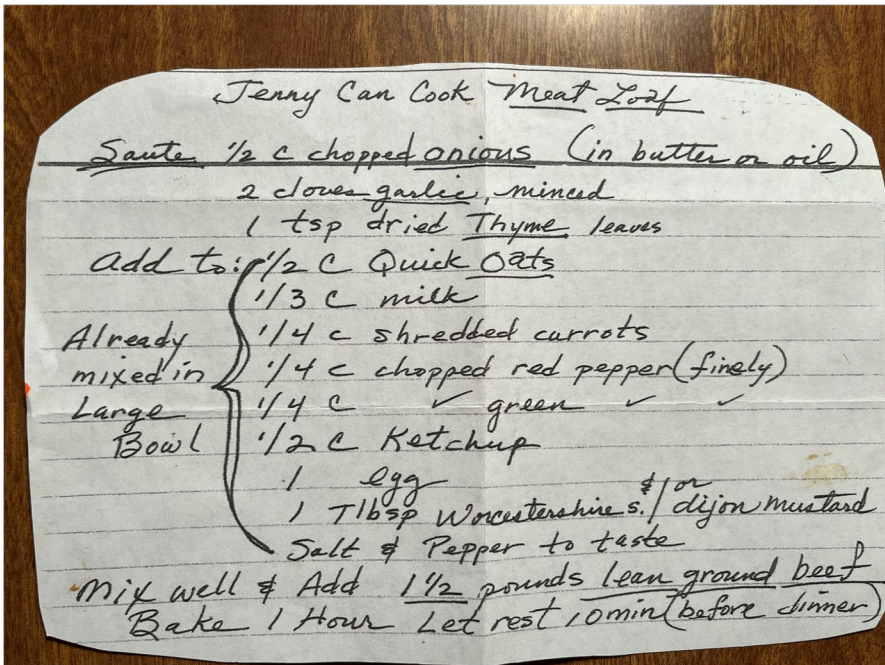 Jenny Can Cook Meat Loaf
Saute 1/2 c chopped onions (in butter or oil)
2 cloves garlic, minced
1 tsp dried Thyme leaves
Add to: 1/2 C Quick Oats
1/3 C milk
Already 1/4 c shredded currots
mixed in 1/4 c chopped red pepper (finely)
Large 1/4 C ✓ green ✓ ✓
Bowl 1/2 C Ketchup
1 egg
1 Tlbsp Worcestershire s. &/or dijon mustard
Salt & Pepper to taste
Mix well & Add 1 1/2 pounds lean ground beef
Bake 1 Hour Let rest 10 min (before dinner)